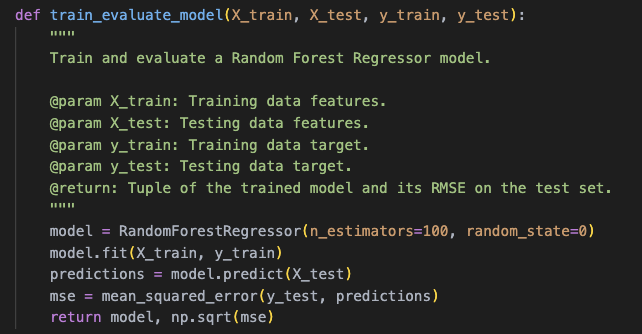 def train_evaluate_model(X_train, X_test, y_train, y_test):
    """
    Train and evaluate a Random Forest Regressor model.

    @param X_train: Training data features.
    @param X_test: Testing data features.
    @param y_train: Training data target.
    @param y_test: Testing data target.
    @return: Tuple of the trained model and its RMSE on the test set.
    """
    model = RandomForestRegressor(n_estimators=100, random_state=0)
    model.fit(X_train, y_train)
    predictions = model.predict(X_test)
    mse = mean_squared_error(y_test, predictions)
    return model, np.sqrt(mse)